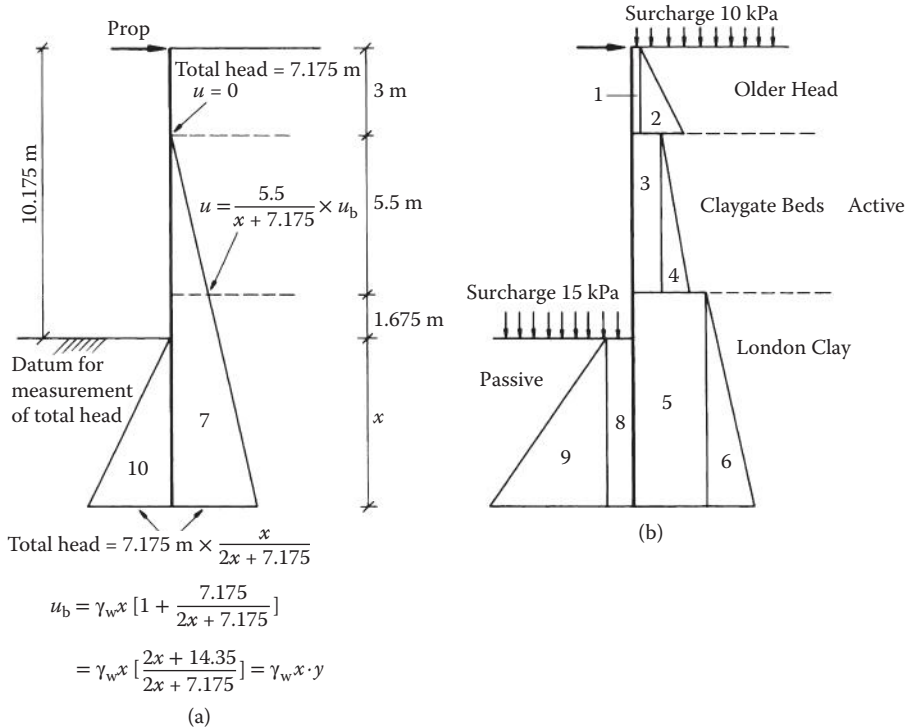 Prop
Total head = 7.175 m
u = 0
3 m
10.175 m
u = 5.5 / x + 7.175 × u_b
5.5 m
1.675 m
Datum for
measurement
of total head
7
x
10
Total head = 7.175 m × x / 2x + 7.175
u_b = γ_w x [1 + 7.175 / 2x + 7.175]
= γ_w x [2x + 14.35 / 2x + 7.175] = γ_w x · y
(a)
Surcharge 10 kPa
1
2
Older Head
3
Claygate Beds Active
4
Surcharge 15 kPa
London Clay
Passive
5
8
9
6
(b)